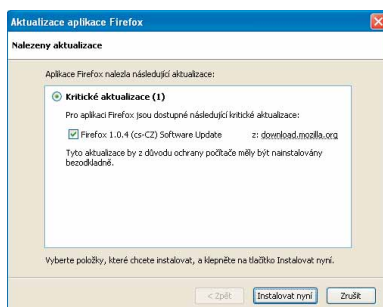 Aktualizace aplikace Firefox
Nalezeny aktualizace
Aplikace Firefox nalezla následující aktualizace:
Kritické aktualizace (1)
Pro aplikaci Firefox jsou dostupné následující kritické aktualizace:
Firefox 1.0.4 (cs-CZ) Software Update z: download.mozilla.org
Tyto aktualizace by z důvodu ochrany počítače měly být nainstalovány
bezodkladně.
Vyberte položky, které chcete instalovat, a klepněte na tlačítko Instalovat nyní.
< Zpět Instalovat nyní Zrušit